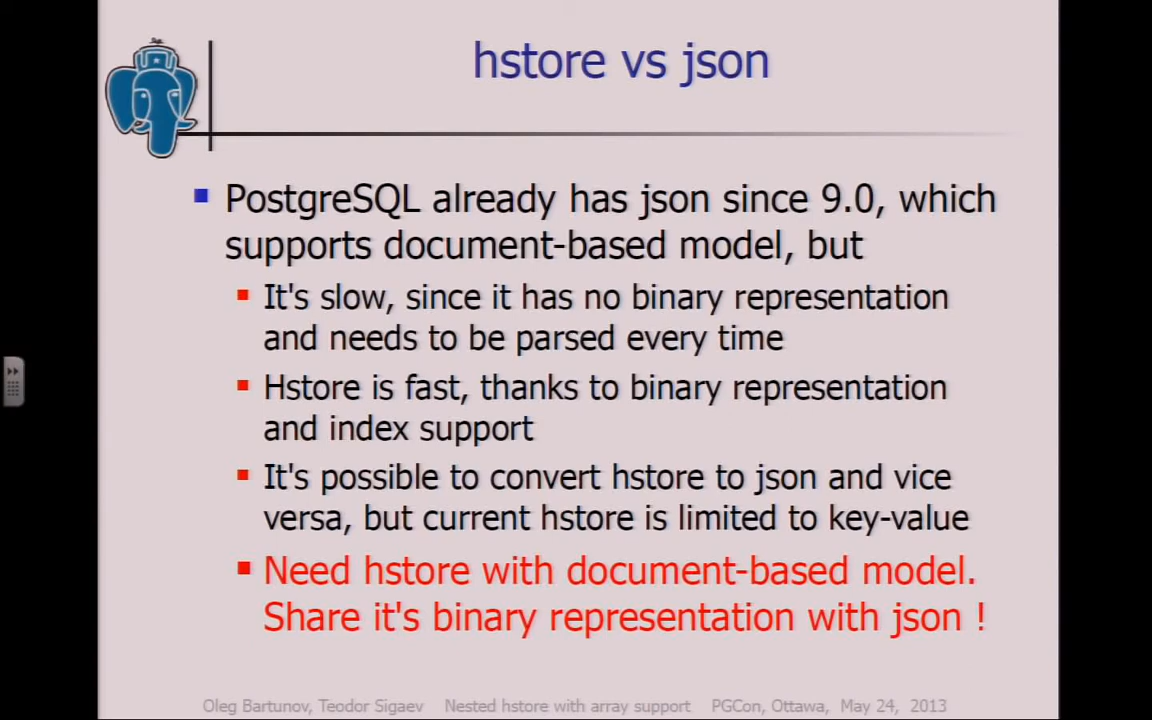 hstore vs json
PostgreSQL already has json since 9.0, which
supports document-based model, but
It's slow, since it has no binary representation
and needs to be parsed every time
Hstore is fast, thanks to binary representation
and index support
It's possible to convert hstore to json and vice
versa, but current hstore is limited to key-value
Need hstore with document-based model.
Share it's binary representation with json !
Oleg Bartunov, Teodor Sigaev Nested hstore with array support PGCon, Ottawa, May 24, 2013